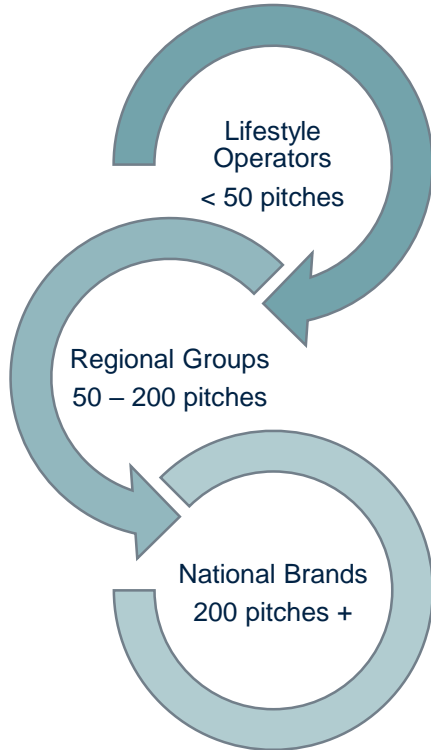 Lifestyle
Operators
< 50 pitches
Regional Groups
50 – 200 pitches
National Brands
200 pitches +